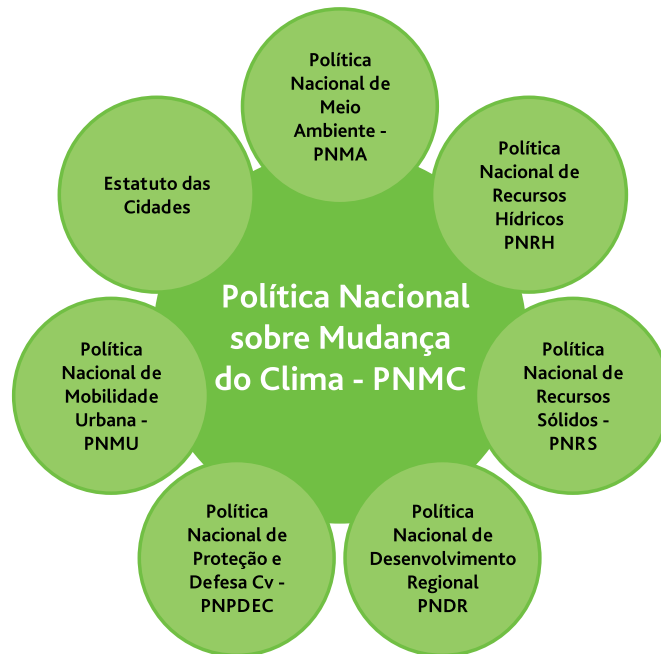 Política
Nacional de
Meio
Ambiente -
PNMA
Política
Nacional de
Recursos
Hídricos
PNRH
Estatuto das
Cidades
Política Nacional
sobre Mudança
do Clima - PNMC
Política
Nacional de
Mobilidade
Urbana -
PNMU
Política
Nacional de
Recursos
Sólidos -
PNRS
Política
Nacional de
Proteção e
Defesa Cv -
PNPDEC
Política
Nacional de
Desenvolvimento
Regional
PNDR